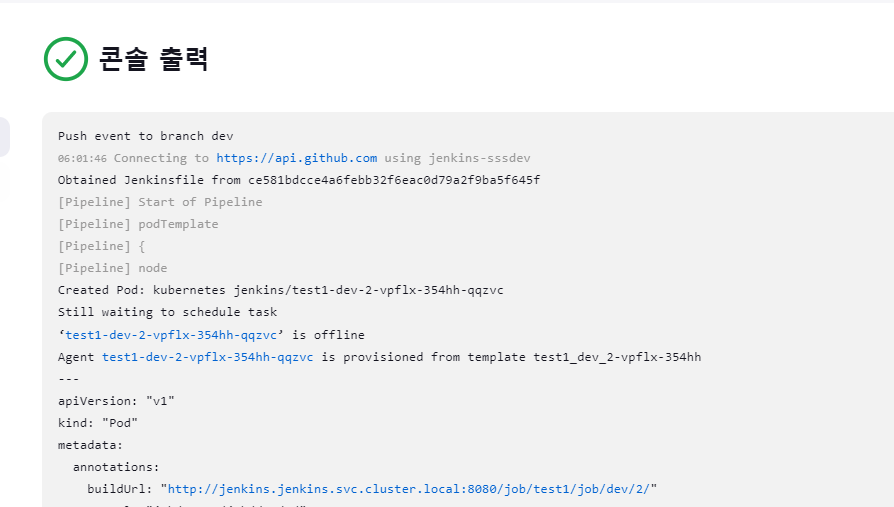 콘솔 출력
Push event to branch dev
06:01:46 Connecting to https://api.github.com using jenkins-sssdev
Obtained Jenkinsfile from ce581bdcce4a6febb32f6eac0d79a2f9ba5f645f
[Pipeline] Start of Pipeline
[Pipeline] podTemplate
[Pipeline] {
[Pipeline] node
Created Pod: kubernetes jenkins/test1-dev-2-vpflx-354hh-qqzvc
Still waiting to schedule task
‘test1-dev-2-vpflx-354hh-qqzvc’ is offline
Agent test1-dev-2-vpflx-354hh-qqzvc is provisioned from template test1_dev_2-vpflx-354hh
---
apiVersion: "v1"
kind: "Pod"
metadata:
  annotations:
    buildUrl: "http://jenkins.jenkins.svc.cluster.local:8080/job/test1/job/dev/2/"